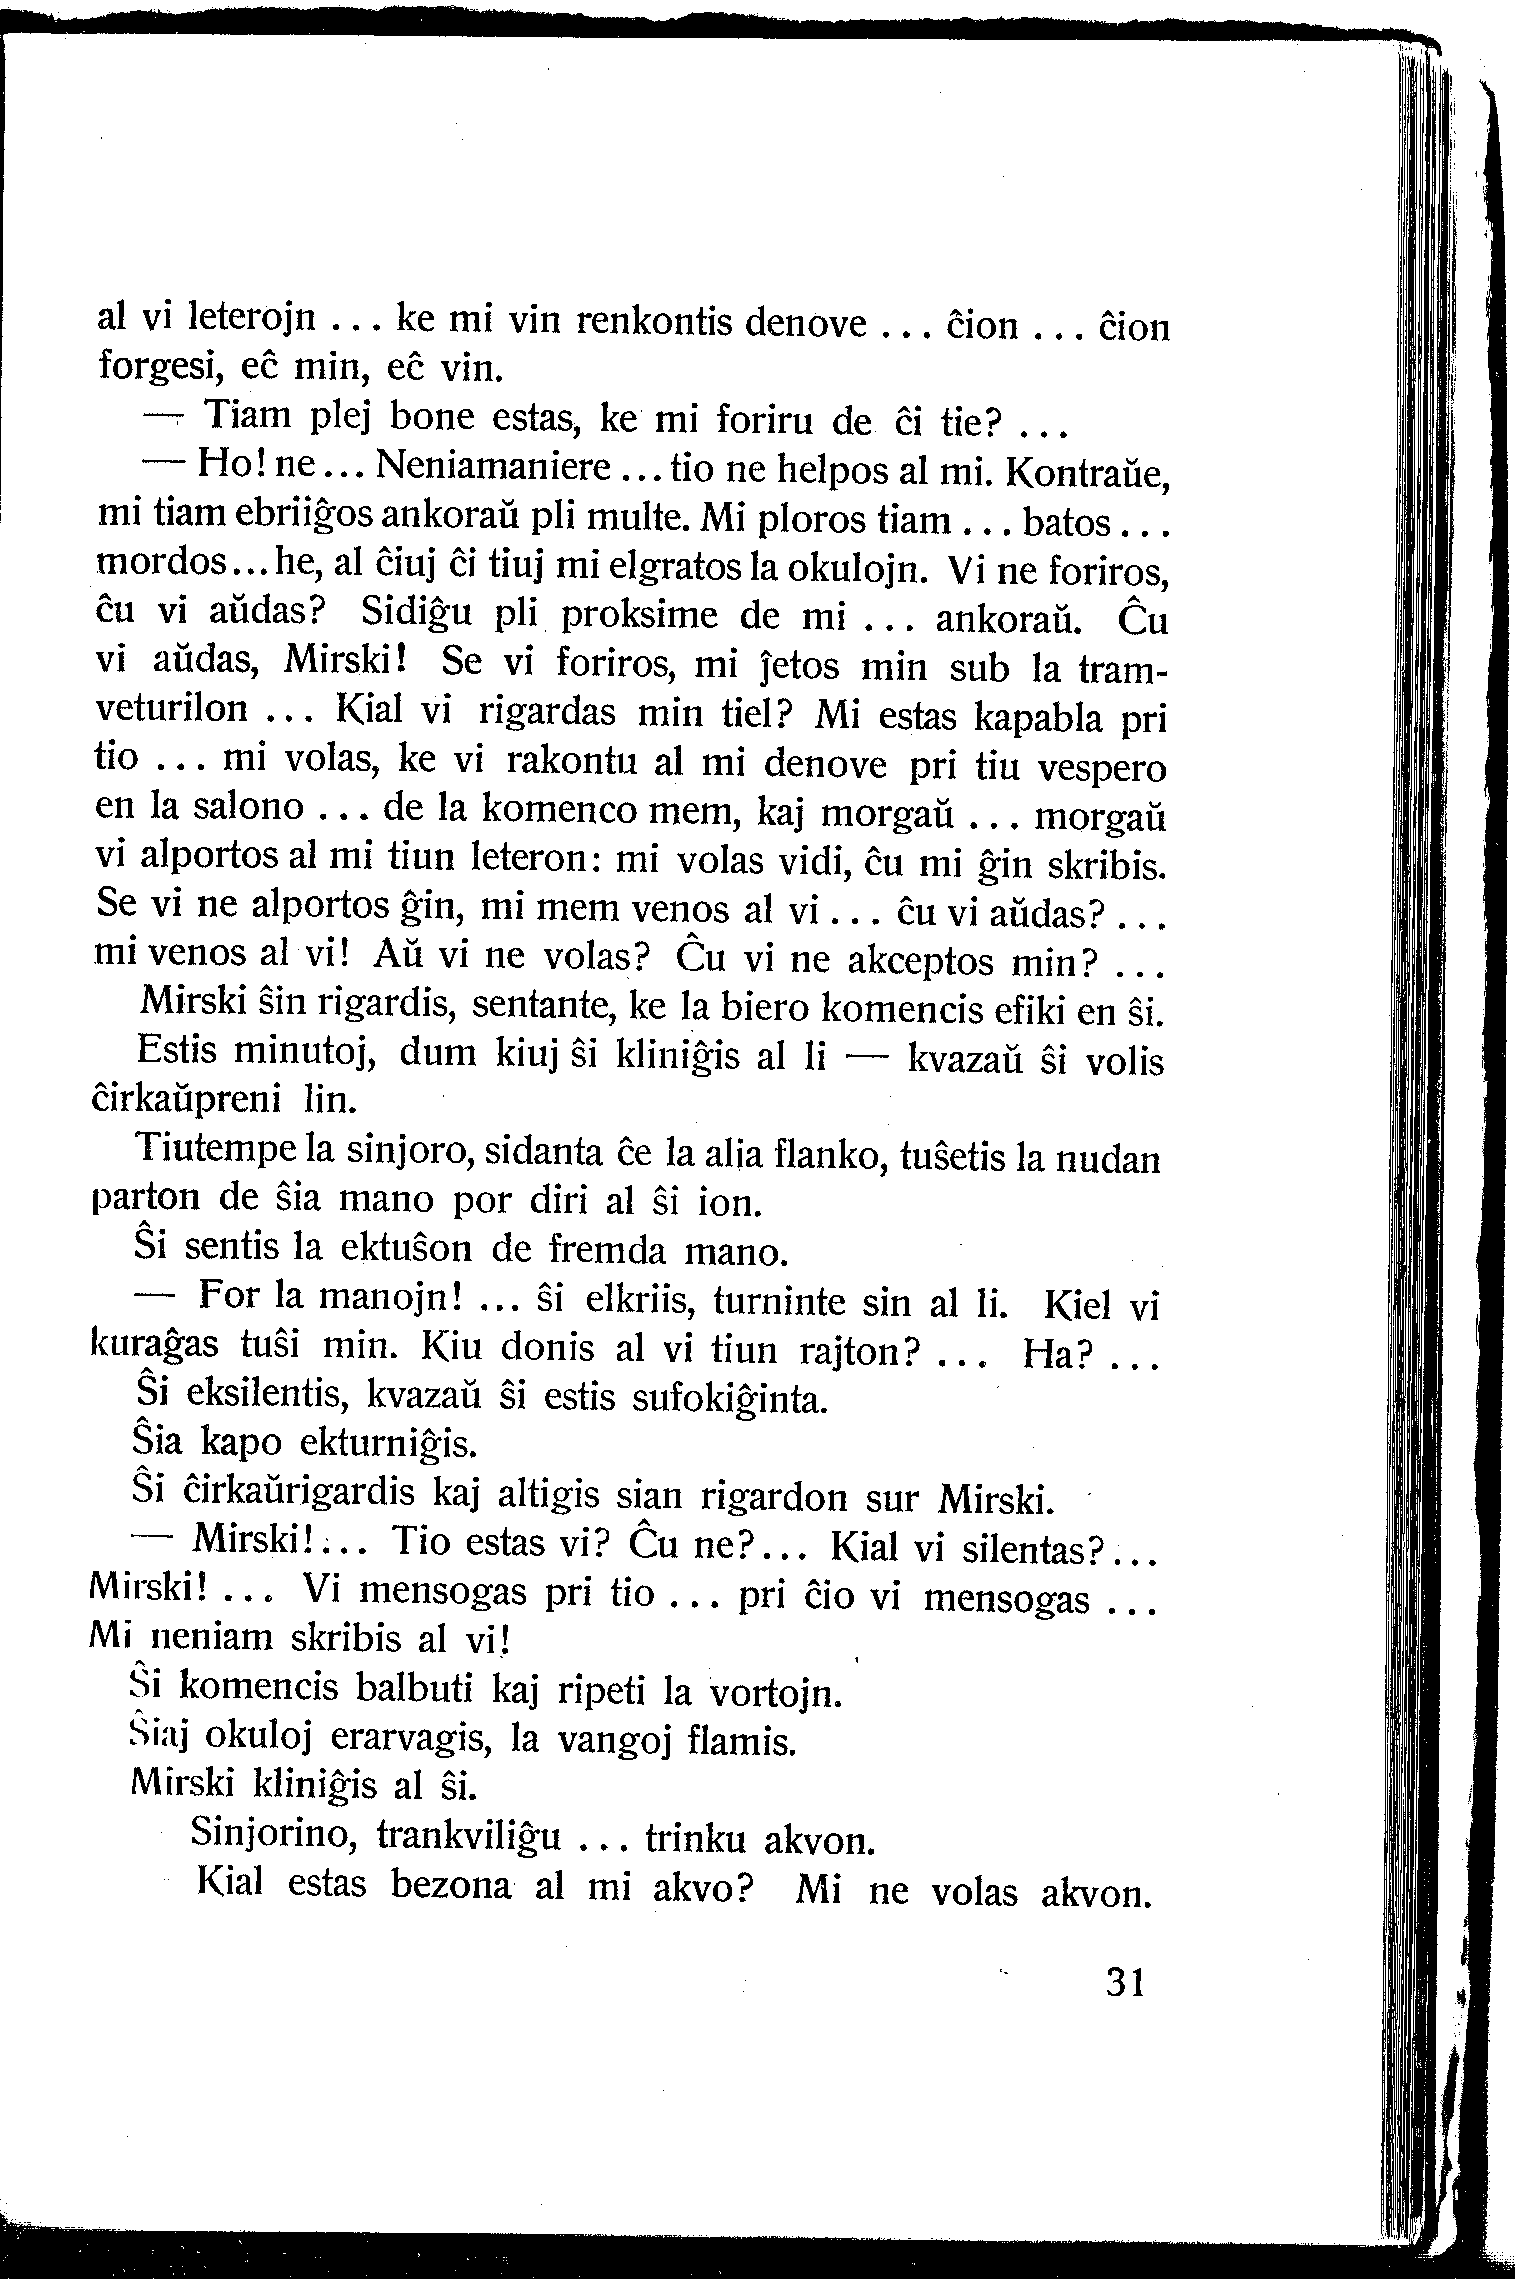 al vi leterojn ... ke mi vin renkontis denove ... ĉion ... ĉion
forgesi, eĉ min, eĉ vin.
— Tiam plej bone estas, ke mi foriru de ĉi tie? ...
— Ho! ne ... Neniamaniere ... tio ne helpos al mi. Kontraŭe,
mi tiam ebriiĝos ankoraŭ pli multe. Mi ploros tiam ... batos ...
mordos ... he, al ĉiuj ĉi tiuj mi elgratos la okulojn. Vi ne foriros,
ĉu vi aŭdas? Sidiĝu pli proksime de mi ... ankoraŭ. Ĉu
vi aŭdas, Mirski! Se vi foriros, mi ĵetos min sub la tram-
veturilon ... Kial vi rigardas min tiel? Mi estas kapabla pri
tio ... mi volas, ke vi rakontu al mi denove pri tiu vespero
en la salono ... de la komenco mem, kaj morgaŭ ... morgaŭ
vi alportos al mi tiun leteron: mi volas vidi, ĉu mi ĝin skribis.
Se vi ne alportos ĝin, mi mem venos al vi ... ĉu vi aŭdas? ...
mi venos al vi! Aŭ vi ne volas? Ĉu vi ne akceptos min? ...
Mirski ŝin rigardis, sentante, ke la biero komencis efiki en ŝi.
Estis minutoj, dum kiuj ŝi kliniĝis al li — kvazaŭ ŝi volis
ĉirkaŭpreni lin.
Tiutempe la sinjoro, sidanta ĉe la alia flanko, tuŝetis la nudan
parton de ŝia mano por diri al ŝi ion.
Ŝi sentis la ektuŝon de fremda mano.
— For la manojn! ... ŝi elkriis, turninte sin al li. Kiel vi
kuraĝas tuŝi min. Kiu donis al vi tiun rajton? ... Ha? ...
Ŝi eksilentis, kvazaŭ ŝi estis sufokiĝinta.
Ŝia kapo ekturniĝis.
Ŝi ĉirkaŭrigardis kaj altigis sian rigardon sur Mirski.
— Mirski! ... Tio estas vi? Ĉu ne? ... Kial vi silentas? ...
Mirski! ... Vi mensogas pri tio ... pri ĉio vi mensogas ...
Mi neniam skribis al vi!
Ŝi komencis balbuti kaj ripeti la vortojn.
Ŝiaj okuloj erarvagis, la vangoj flamis.
Mirski kliniĝis al ŝi.
Sinjorino, trankviliĝu ... trinku akvon.
Kial estas bezona al mi akvo? Mi ne volas akvon.
31